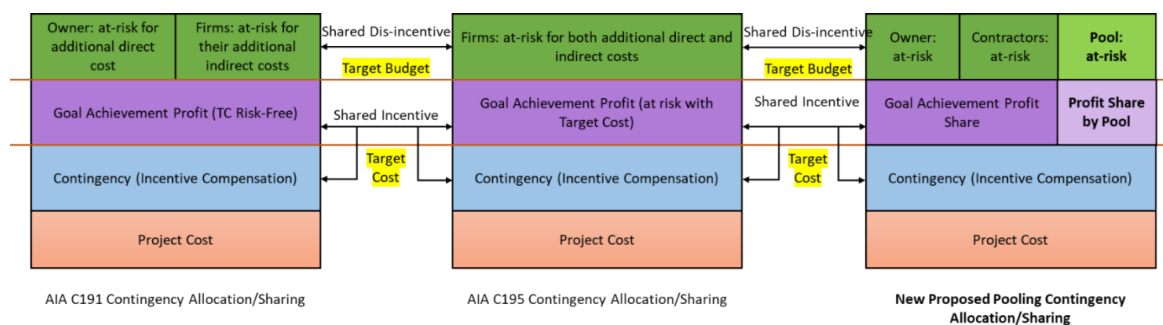 Owner: at-risk for
additional direct
cost
Firms: at-risk for
their additional
indirect costs
Shared Dis-incentive
Target Budget
Firms: at-risk for both additional direct and
indirect costs
Shared Dis-incentive
Target Budget
Owner:
at-risk
Contractors:
at-risk
Pool:
at-risk
Goal Achievement Profit (TC Risk-Free)
Shared Incentive
Goal Achievement Profit (at risk with
Target Cost)
Shared Incentive
Goal Achievement Profit
Share
Profit Share
by Pool
Contingency (Incentive Compensation)
Target
Cost
Contingency (Incentive Compensation)
Target
Cost
Contingency (Incentive Compensation)
Project Cost
Project Cost
Project Cost
AIA C191 Contingency Allocation/Sharing
AIA C195 Contingency Allocation/Sharing
New Proposed Pooling Contingency
Allocation/Sharing